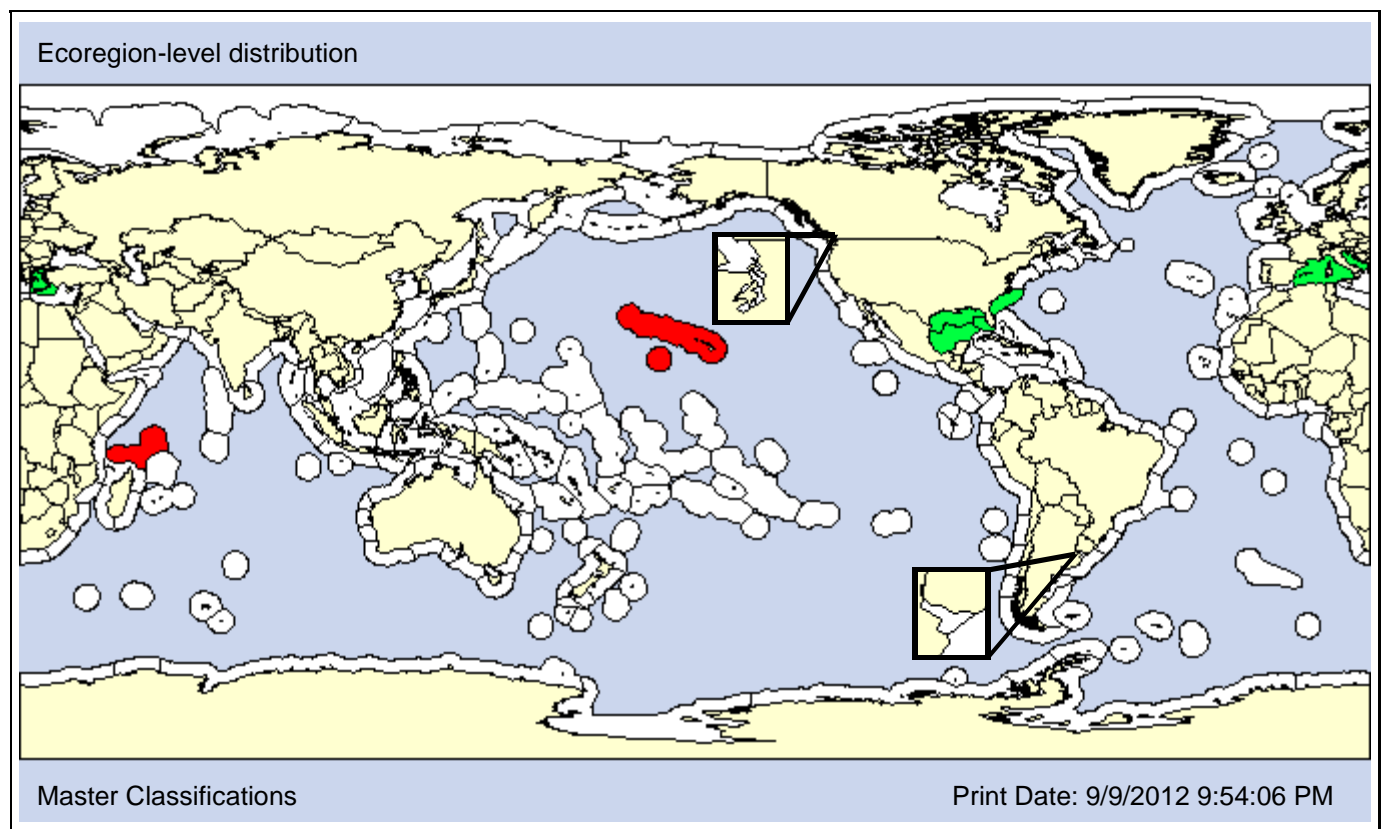 Ecoregion-level distribution
Master Classifications
Print Date: 9/9/2012 9:54:06 PM